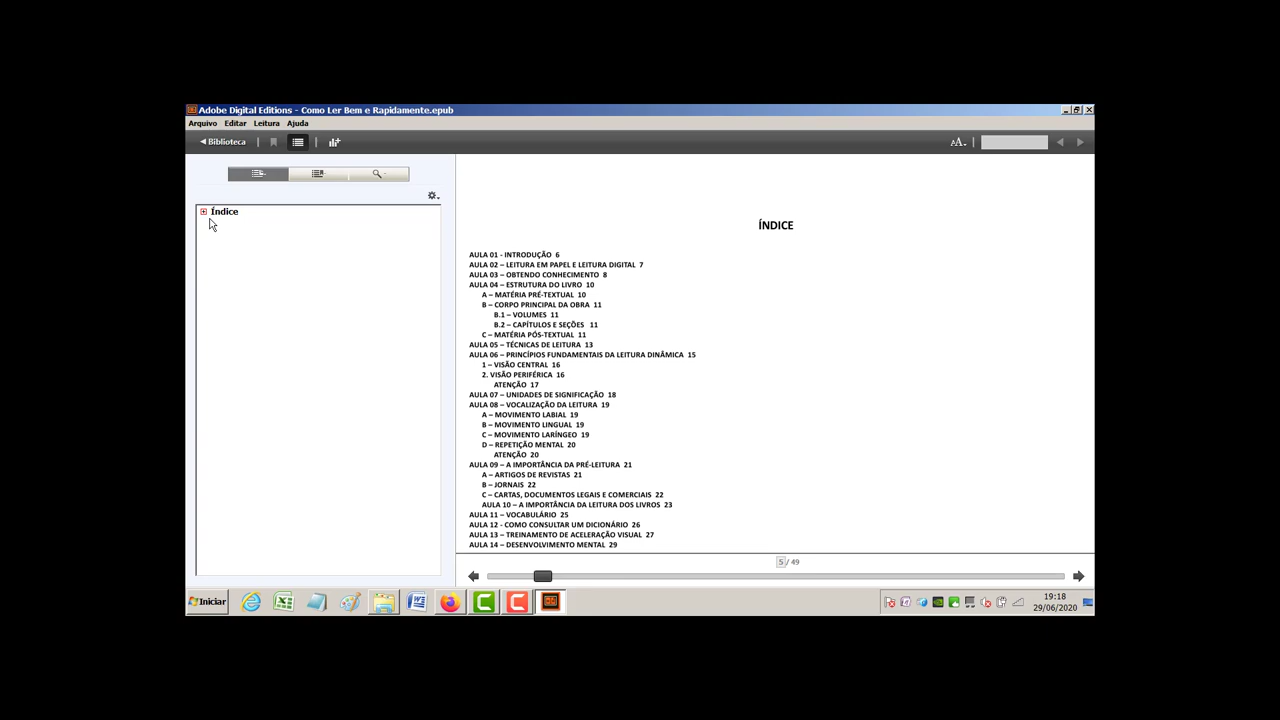 Adobe Digital Editions - Como Ler Bem e Rapidamente.epub
Arquivo Editar Leitura Ajuda
Biblioteca
AA
Índice
ÍNDICE
AULA 01 - INTRODUÇÃO 6
AULA 02 – LEITURA EM PAPEL E LEITURA DIGITAL 7
AULA 03 – OBTENDO CONHECIMENTO 8
AULA 04 – ESTRUTURA DO LIVRO 10
A – MATÉRIA PRÉ-TEXTUAL 10
B – CORPO PRINCIPAL DA OBRA 11
B.1 – VOLUMES 11
B.2 – CAPÍTULOS E SEÇÕES 11
C – MATÉRIA PÓS-TEXTUAL 11
AULA 05 – TÉCNICAS DE LEITURA 13
AULA 06 – PRINCÍPIOS FUNDAMENTAIS DA LEITURA DINÂMICA 15
1 – VISÃO CENTRAL 16
2. VISÃO PERIFÉRICA 16
ATENÇÃO 17
AULA 07 – UNIDADES DE SIGNIFICAÇÃO 18
AULA 08 – VOCALIZAÇÃO DA LEITURA 19
A – MOVIMENTO LABIAL 19
B – MOVIMENTO LINGUAL 19
C – MOVIMENTO LARÍNGEO 19
D – REPETIÇÃO MENTAL 20
ATENÇÃO 20
AULA 09 – A IMPORTÂNCIA DA PRÉ-LEITURA 21
A – ARTIGOS DE REVISTAS 21
B – JORNAIS 22
C – CARTAS, DOCUMENTOS LEGAIS E COMERCIAIS 22
AULA 10 – A IMPORTÂNCIA DA LEITURA DOS LIVROS 23
AULA 11 – VOCABULÁRIO 25
AULA 12 - COMO CONSULTAR UM DICIONÁRIO 26
AULA 13 – TREINAMENTO DE ACELERAÇÃO VISUAL 27
AULA 14 – DESENVOLVIMENTO MENTAL 29
5 / 49
Iniciar
19:18
29/06/2020